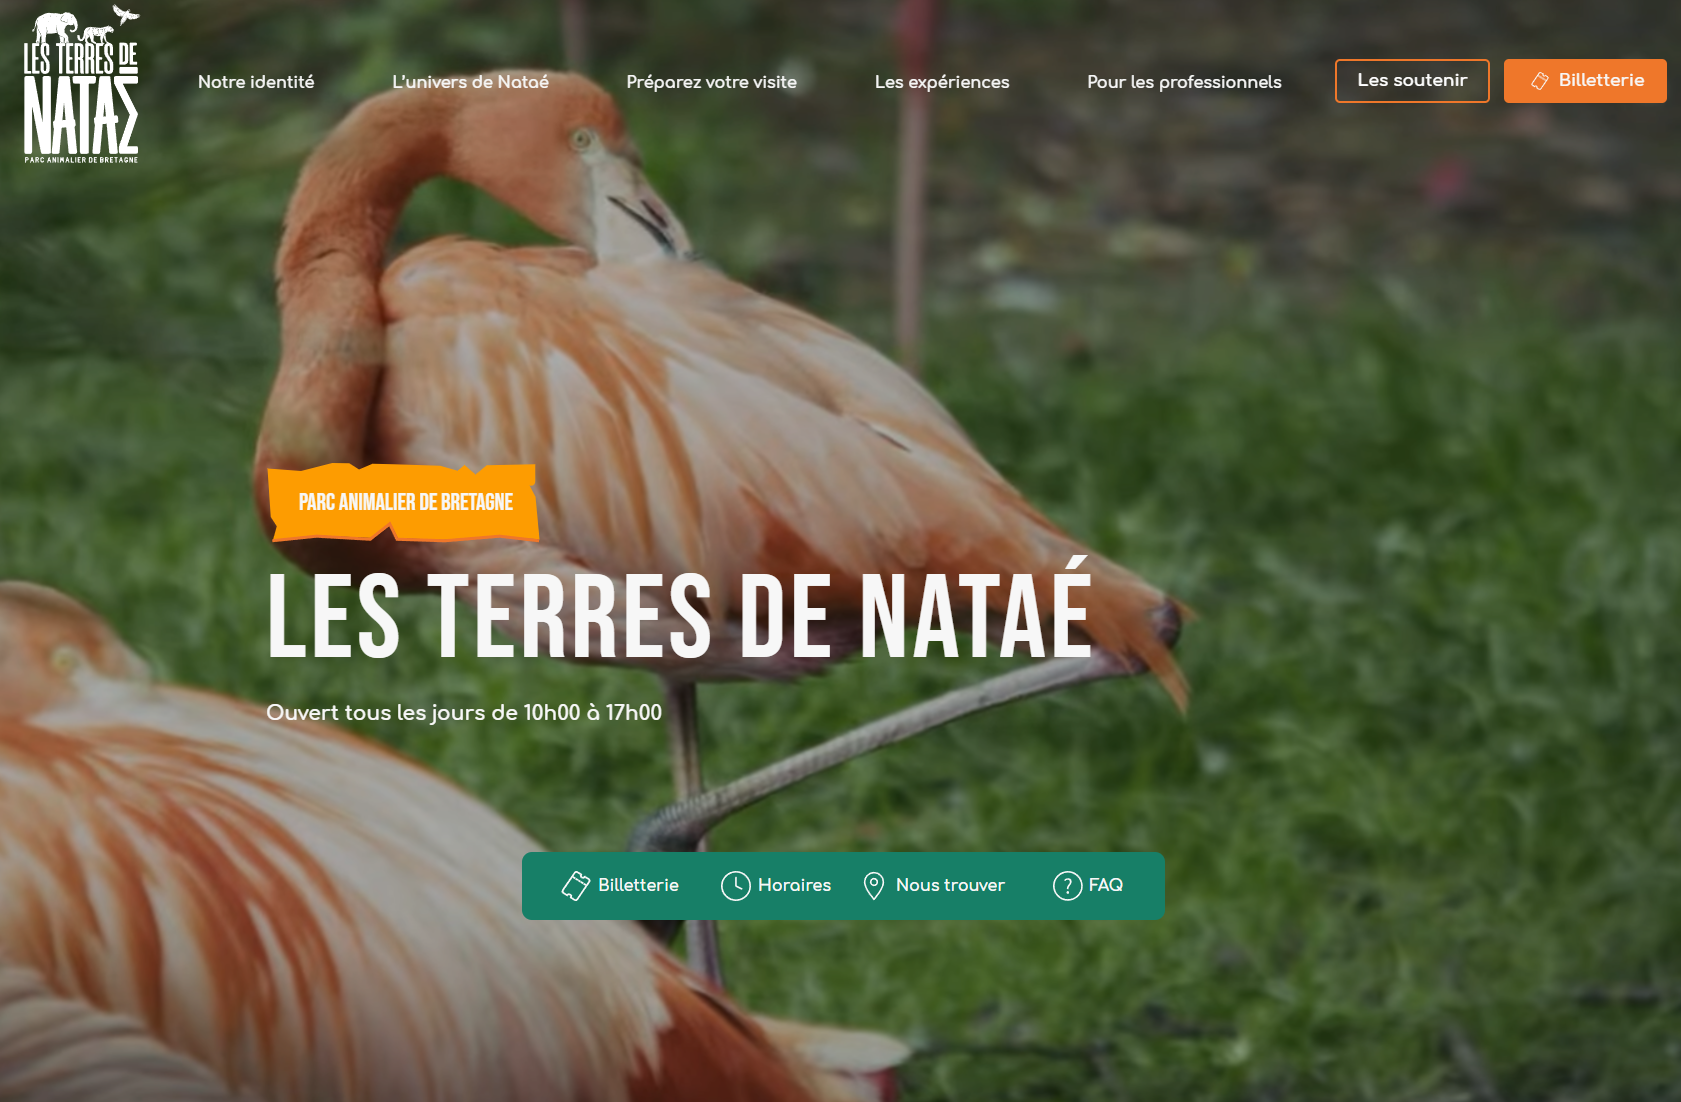 LES TERRES DE
NATAÉ
PARC ANIMALIER DE BRETAGNE
Notre identité
L'univers de Nataé
Préparez votre visite
Les expériences
Pour les professionnels
Les soutenir
Billetterie
PARC ANIMALIER DE BRETAGNE
LES TERRES DE NATAÉ
Ouvert tous les jours de 10h00 à 17h00
Billetterie
Horaires
Nous trouver
FAQ